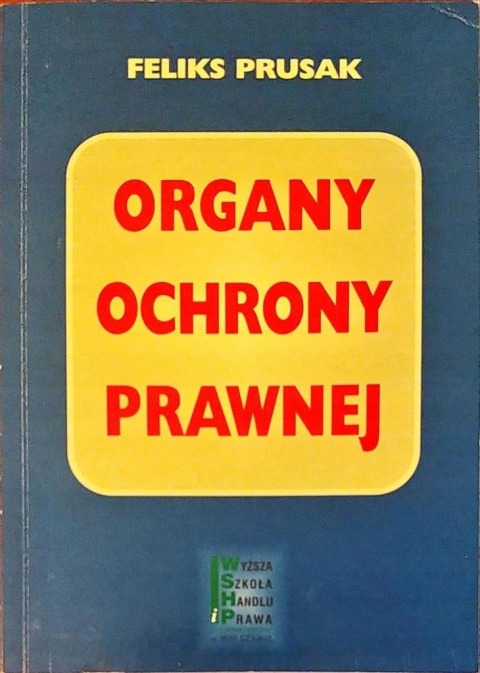 FELIKS PRUSAK
ORGANY
OCHRONY
PRAWNEJ
WYŻSZA
SZKOŁA
HANDLU
i PRAWA